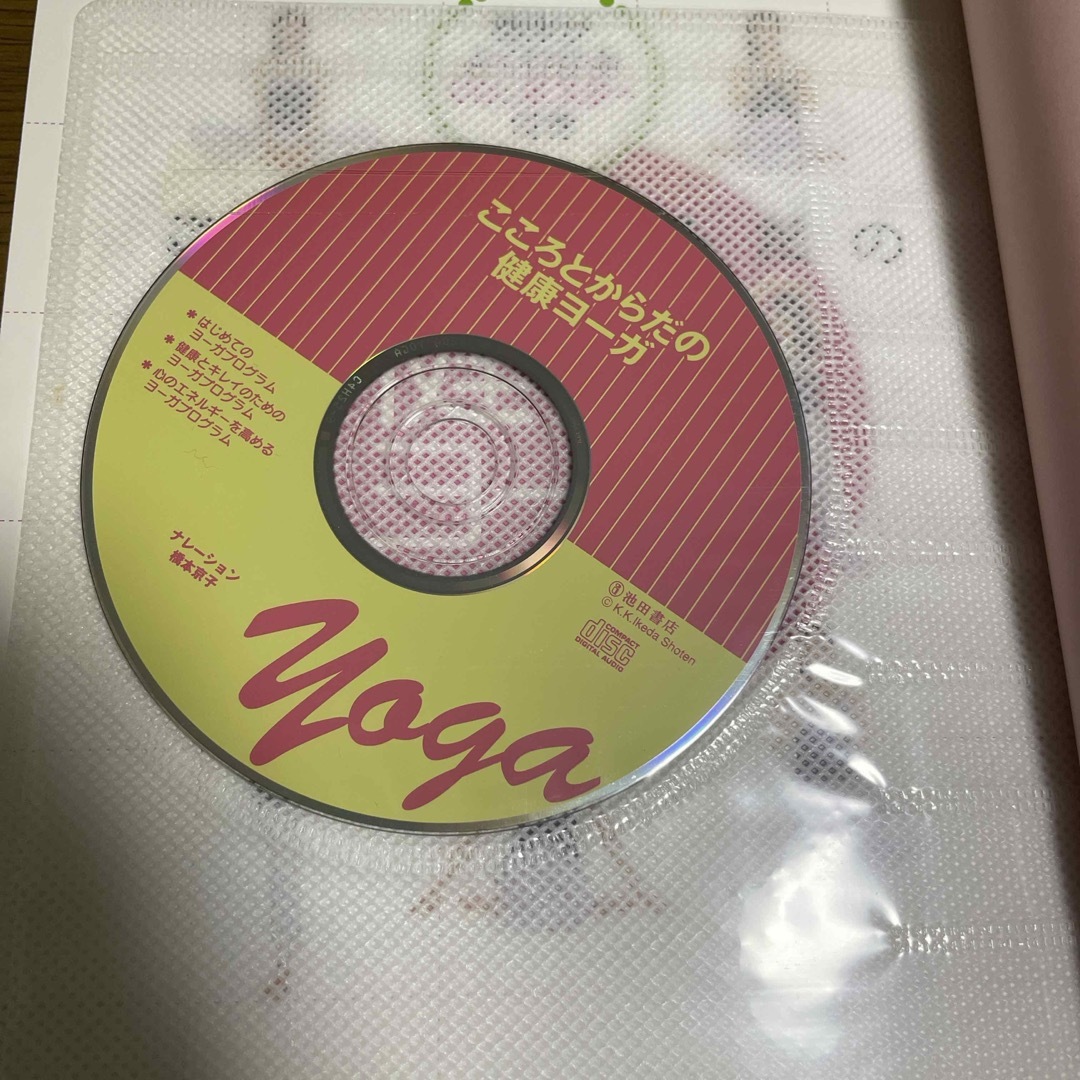 こころとからだの
健康ヨーガ
* はじめての
ヨーガプログラム
* 健康とキレイのための
ヨーガプログラム
* 心のエネルギーを高める
ヨーガプログラム
ナレーション
橋本京子
池田書店
© K.K.Ikeda Shoten
COMPACT
disc
DIGITAL AUDIO
Yoga